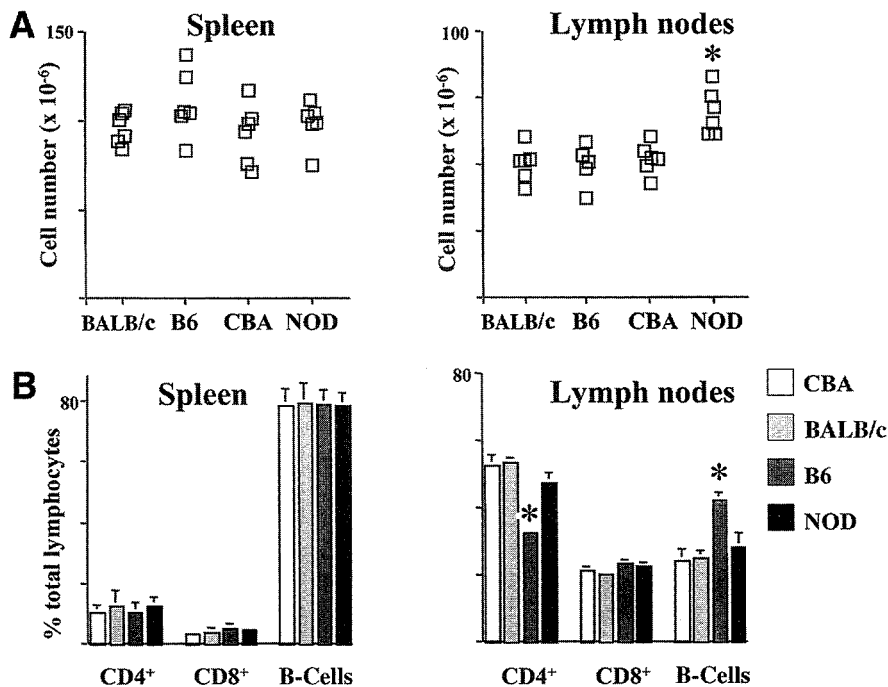 A
Spleen
Lymph nodes
150
100
*
Cell number (x 10⁻⁶)
Cell number (x 10⁻⁶)
BALB/c B6 CBA NOD
BALB/c B6 CBA NOD
B
Spleen
Lymph nodes
80
80
% total lymphocytes
*
*
CD4⁺ CD8⁺ B-Cells
CD4⁺ CD8⁺ B-Cells
CBA
BALB/c
B6
NOD